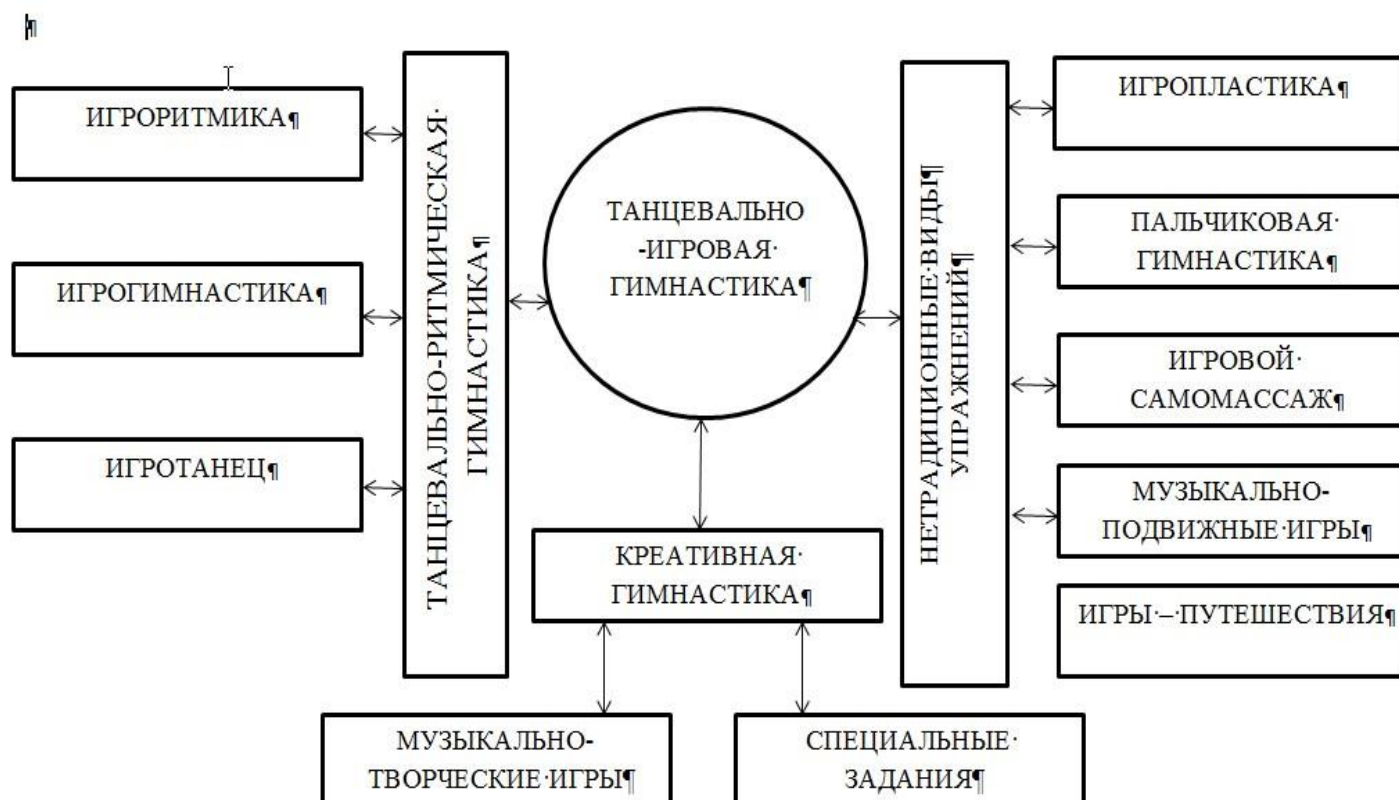 ИГРОРИТМИКА¶
ИГРОГИМНАСТИКА¶
ИГРОТАНЕЦ¶
ТАНЦЕВАЛЬНО-РИТМИЧЕСКАЯ·
ГИМНАСТИКА¶
ТАНЦЕВАЛЬНО
-ИГРОВАЯ·
ГИМНАСТИКА¶
КРЕАТИВНАЯ·
ГИМНАСТИКА¶
МУЗЫКАЛЬНО-
ТВОРЧЕСКИЕ·ИГРЫ¶
СПЕЦИАЛЬНЫЕ·
ЗАДАНИЯ¶
НЕТРАДИЦИОННЫЕ·ВИДЫ¶
УПРАЖНЕНИЙ¶
ИГРОПЛАСТИКА¶
ПАЛЬЧИКОВАЯ·
ГИМНАСТИКА¶
ИГРОВОЙ·
САМОМАССАЖ¶
МУЗЫКАЛЬНО-
ПОДВИЖНЫЕ·ИГРЫ¶
ИГРЫ·–·ПУТЕШЕСТВИЯ¶